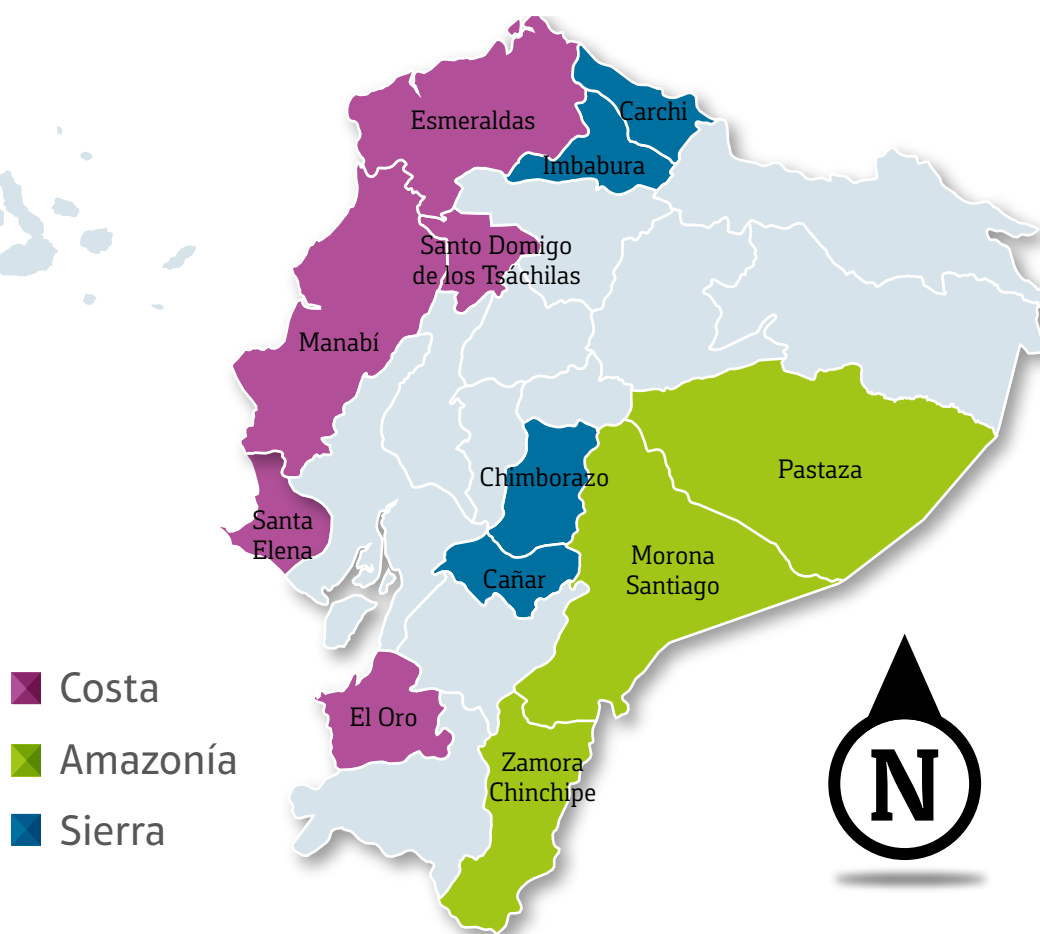 Carchi
Esmeraldas
Imbabura
Santo Domigo
de los Tsáchilas
Manabí
Pastaza
Chimborazo
Santa
Elena
Morona
Santiago
Cañar
Costa
El Oro
Amazonía
Zamora
Chinchipe
Sierra
N